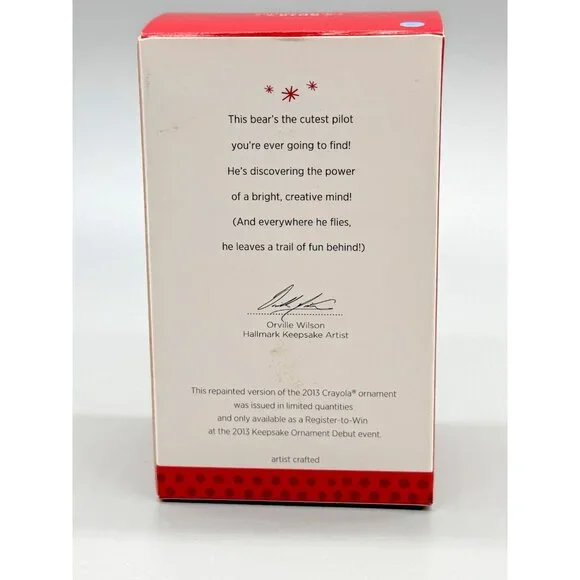 This bear's the cutest pilot
you're ever going to find!
He's discovering the power
of a bright, creative mind!
(And everywhere he flies,
he leaves a trail of fun behind!)
Orville Wilson
Hallmark Keepsake Artist
This repainted version of the 2013 Crayola® ornament
was issued in limited quantities
and only available as a Register-to-Win
at the 2013 Keepsake Ornament Debut event.
artist crafted